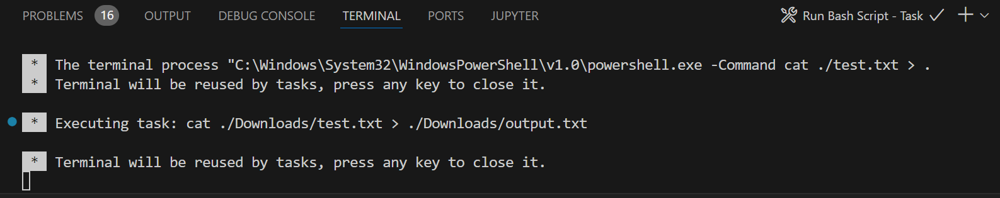 PROBLEMS 16 OUTPUT DEBUG CONSOLE TERMINAL PORTS JUPYTER Run Bash Script - Task
* The terminal process "C:\Windows\System32\WindowsPowerShell\v1.0\powershell.exe -Command cat ./test.txt > .
* Terminal will be reused by tasks, press any key to close it.
* Executing task: cat ./Downloads/test.txt > ./Downloads/output.txt
* Terminal will be reused by tasks, press any key to close it.